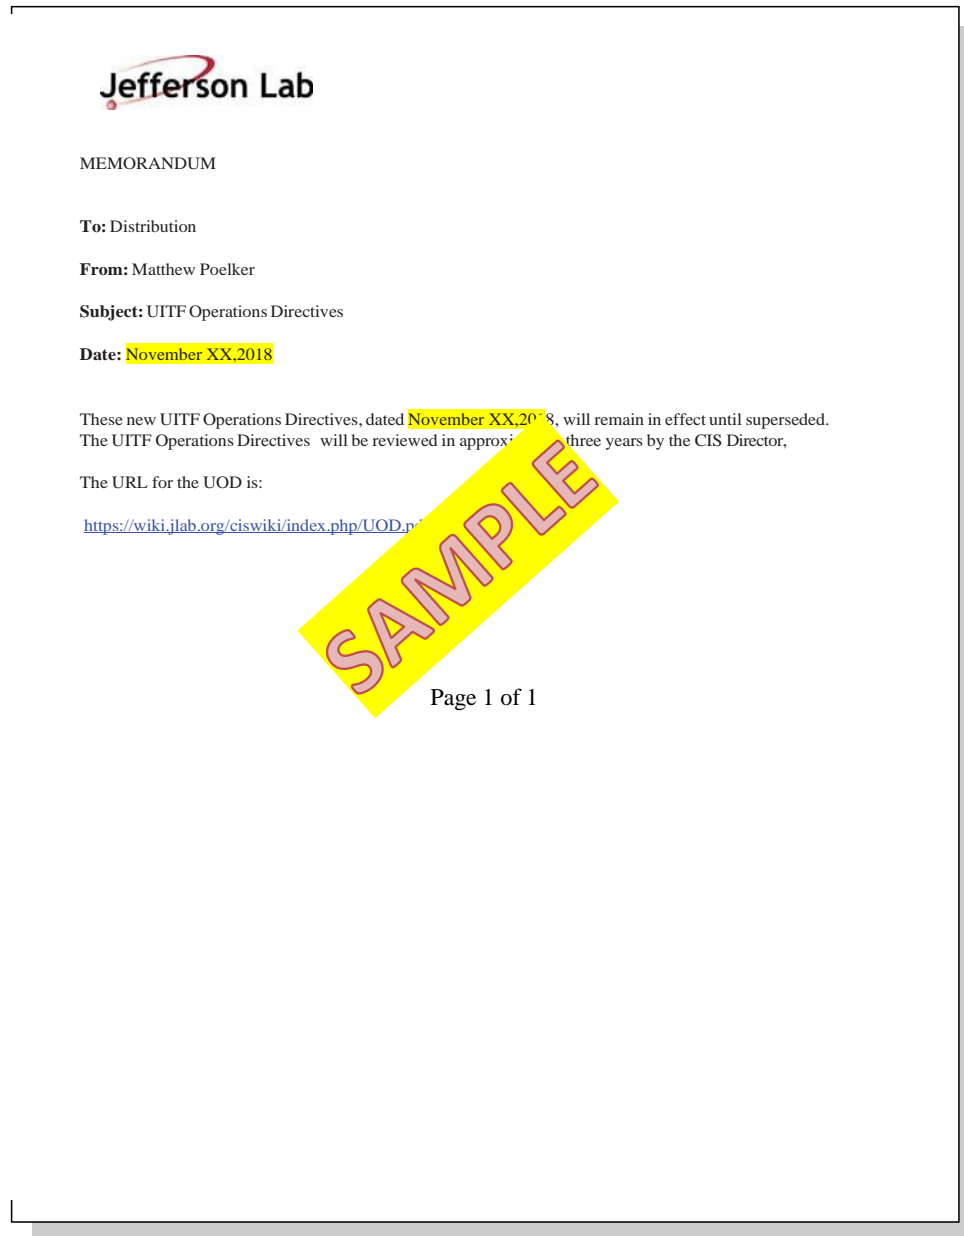 Jefferson Lab
MEMORANDUM
To: Distribution
From: Matthew Poelker
Subject: UITF Operations Directives
Date: November XX,2018
These new UITF Operations Directives, dated November XX,2018, will remain in effect until superseded.
The UITF Operations Directives will be reviewed in three years by the CIS Director,
The URL for the UOD is:
https://wiki.jlab.org/ciswiki/index.php/UOD.p
SAMPLE
Page 1 of 1